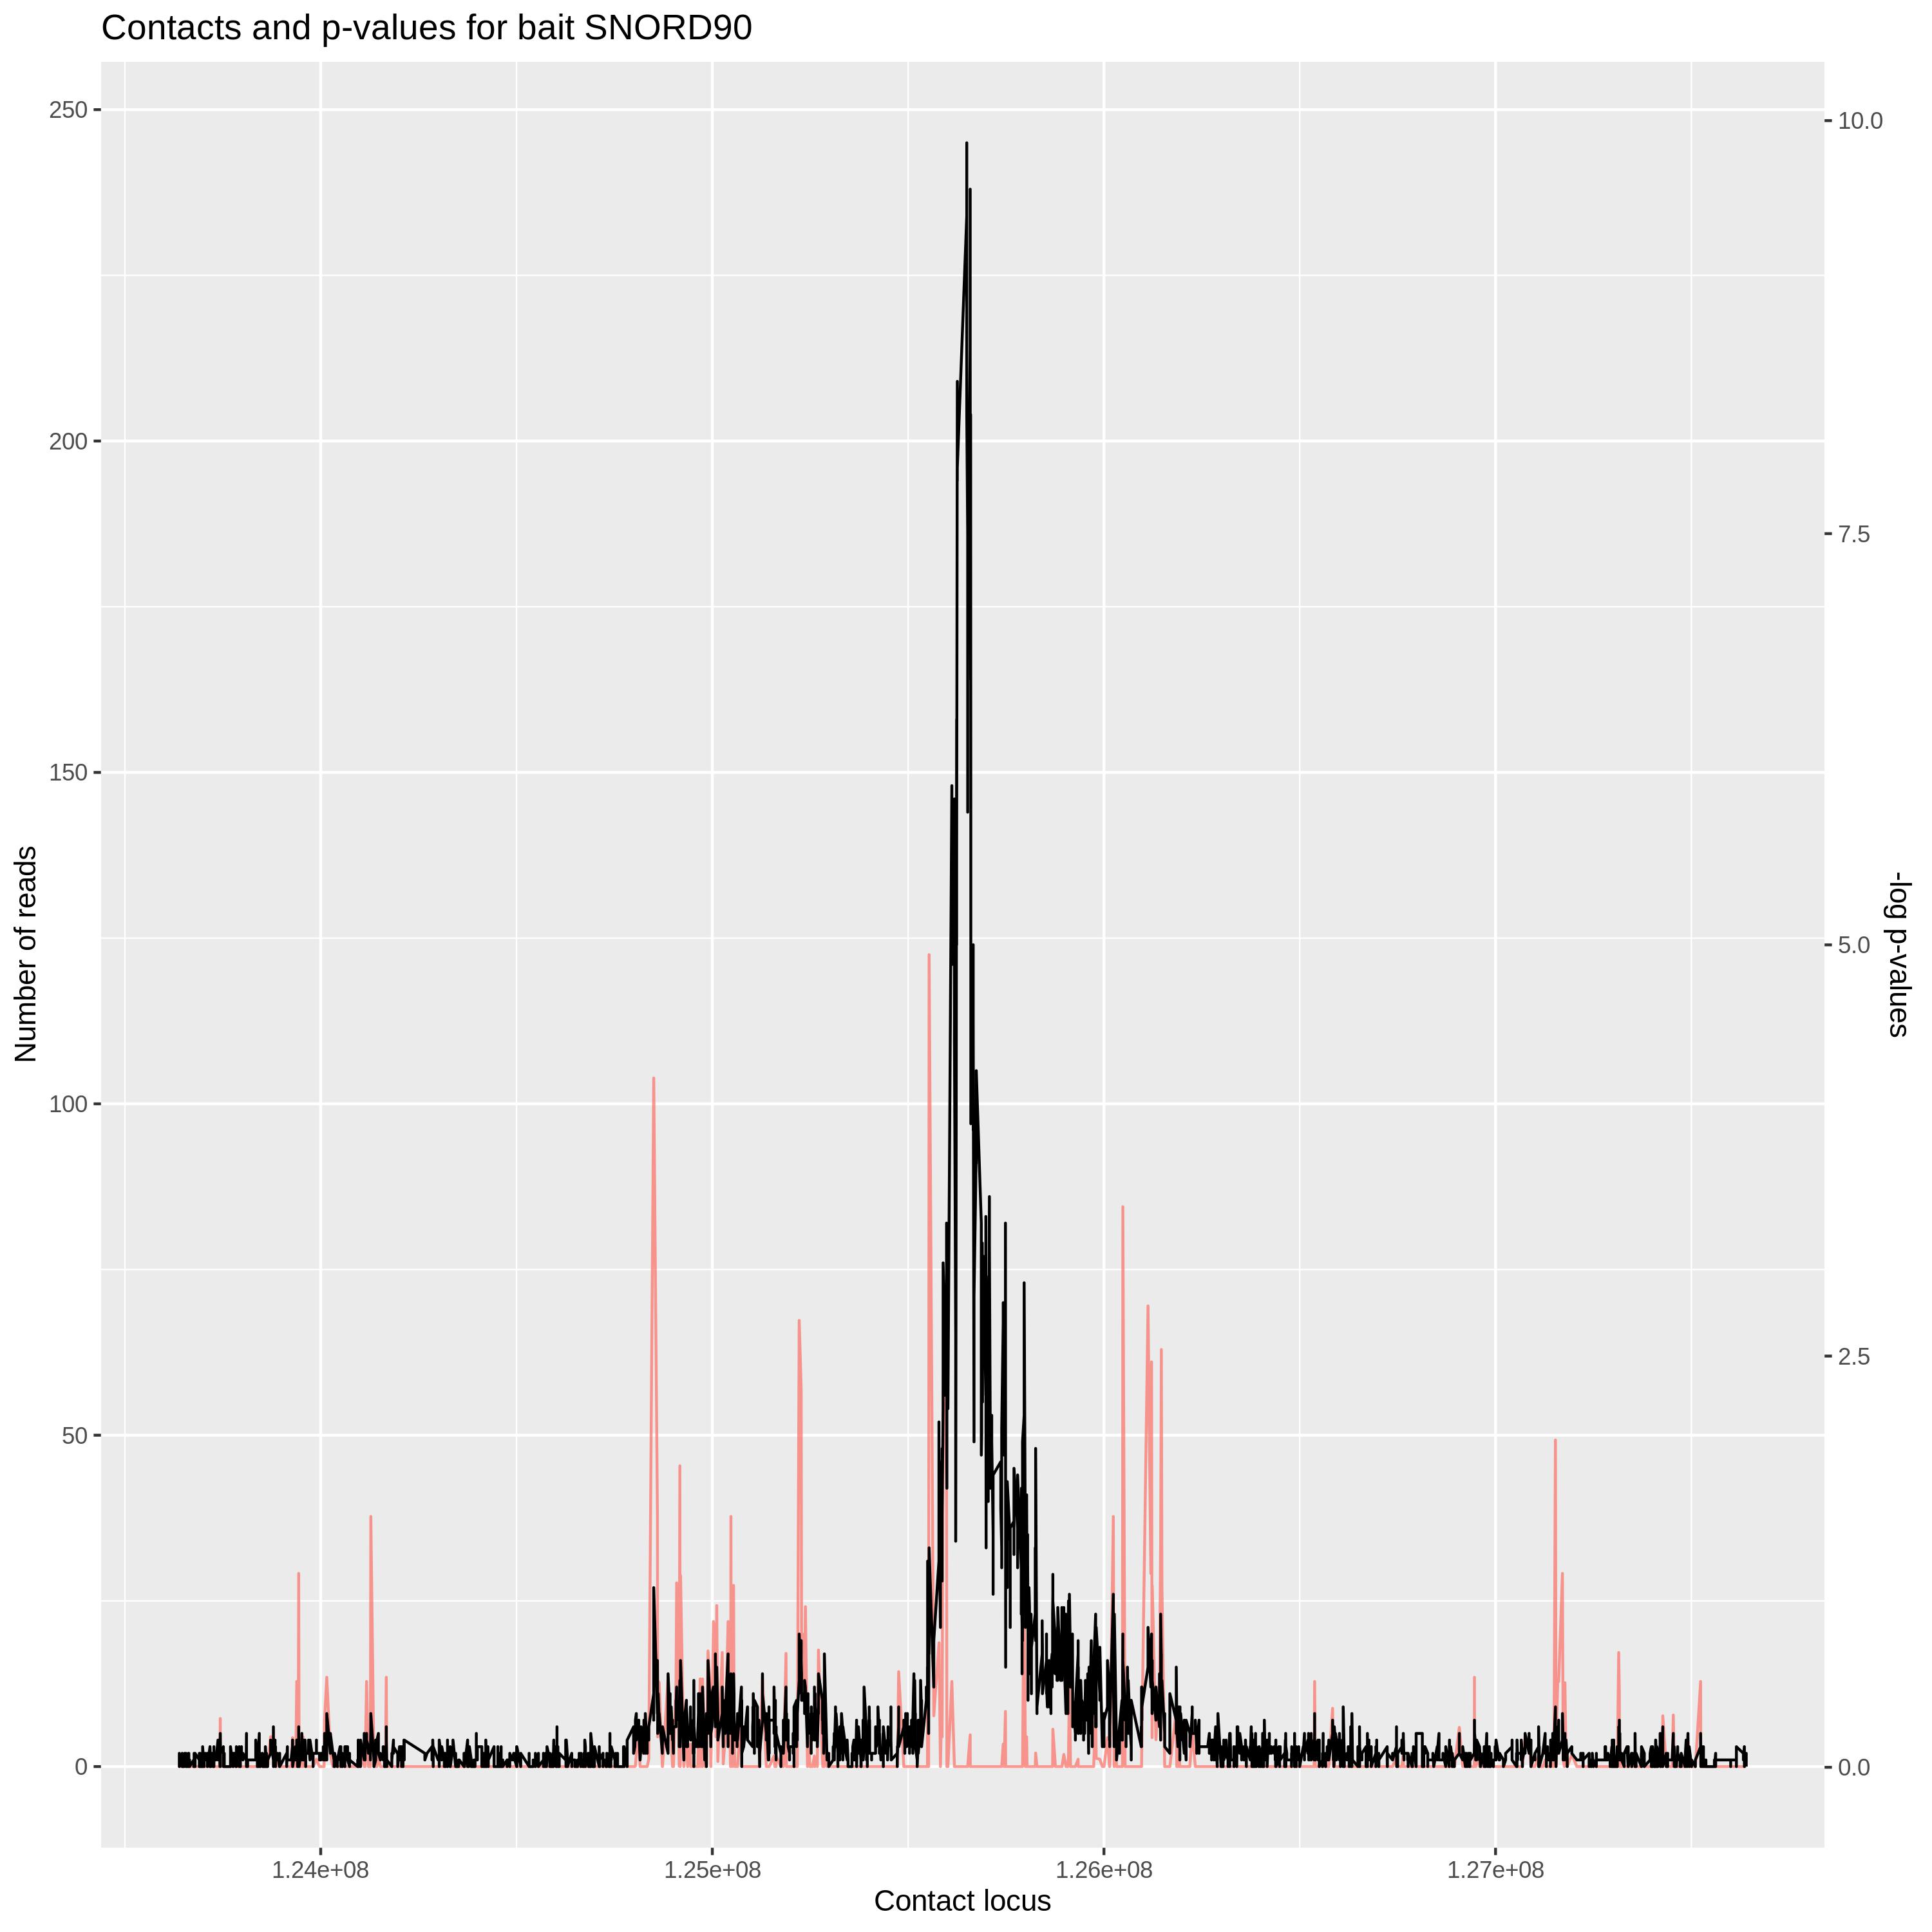 Contacts and p-values for bait SNORD90
250
200
150
100
50
0
Number of reads
10.0
7.5
5.0
2.5
0.0
-log p-values
1.24e+08
1.25e+08
1.26e+08
1.27e+08
Contact locus